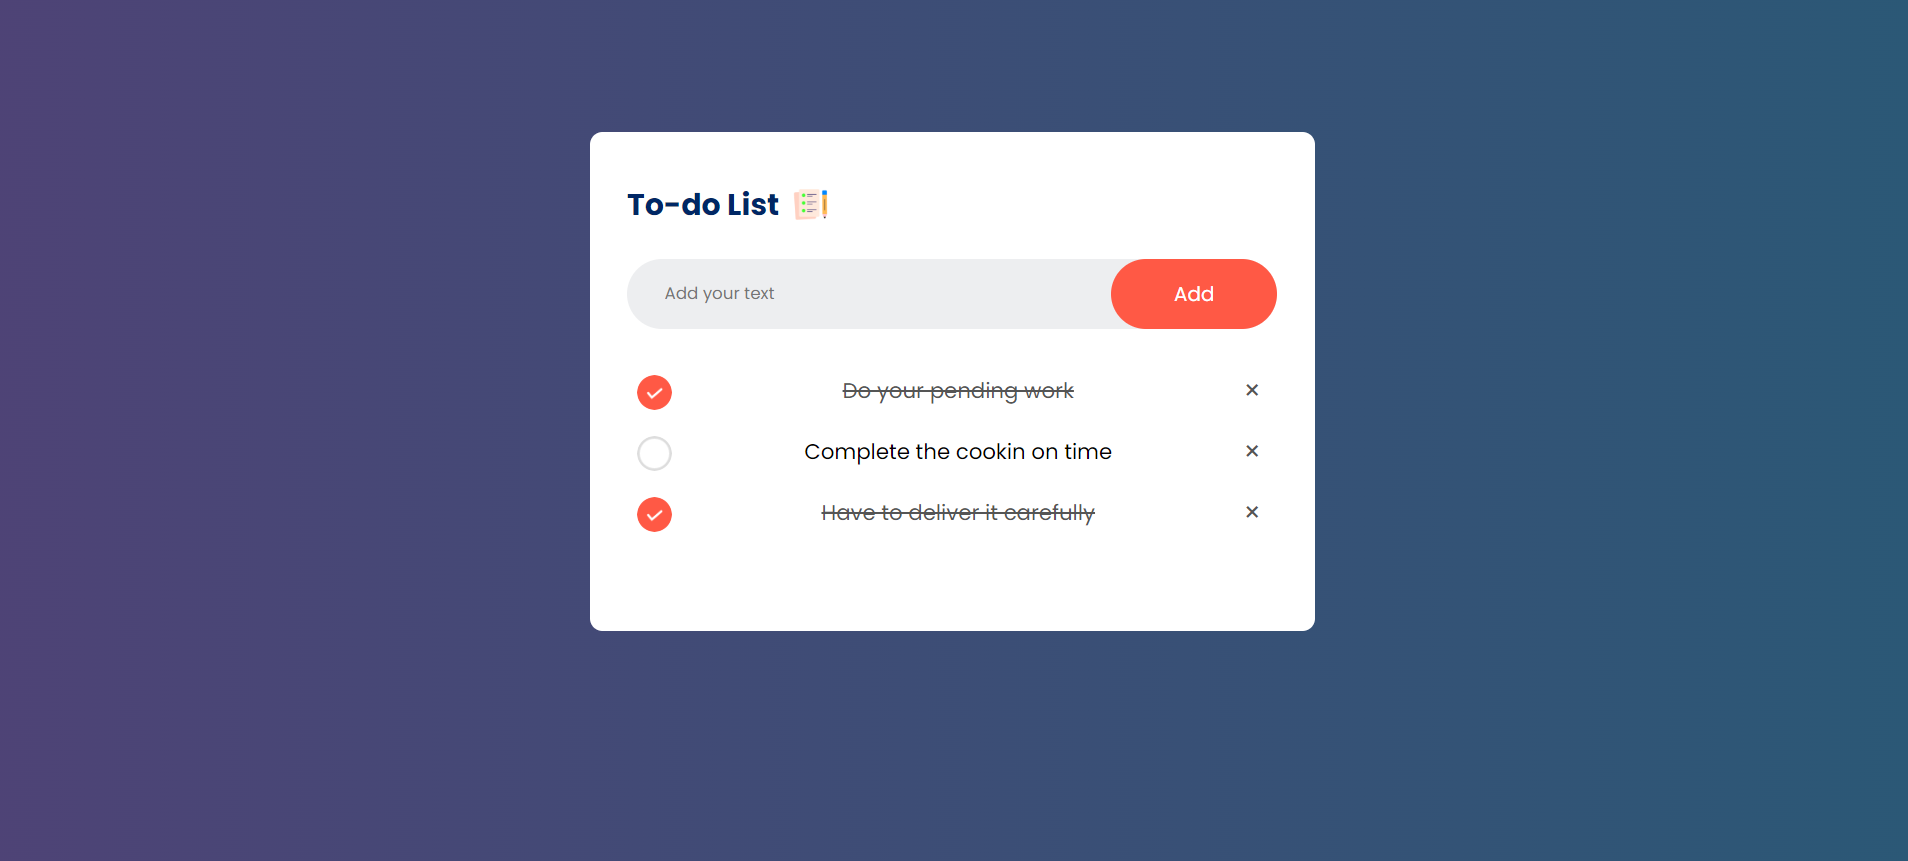 To-do List
Add your text
Add
Do your pending work
×
Complete the cookin on time
×
Have to deliver it carefully
×